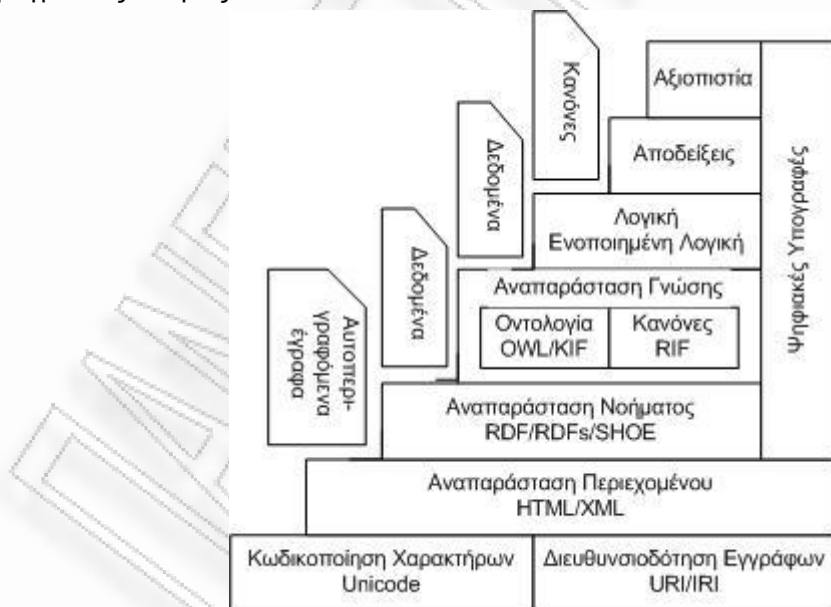 Κανόνες
Αξιοπιστία
Δεδομένα
Αποδείξεις
Ψηφιακές Υπογραφές
Λογική
Ενοποιημένη Λογική
Δεδομένα
Αναπαράσταση Γνώσης
Οντολογία
OWL/KIF
Κανόνες
RIF
Αυτοπερι-
γραφόμενα
έγραφα
Αναπαράσταση Νοήματος
RDF/RDFs/SHOE
Αναπαράσταση Περιεχομένου
HTML/XML
Κωδικοποίηση Χαρακτήρων
Unicode
Διευθυνσιοδότηση Εγγράφων
URI/IRI